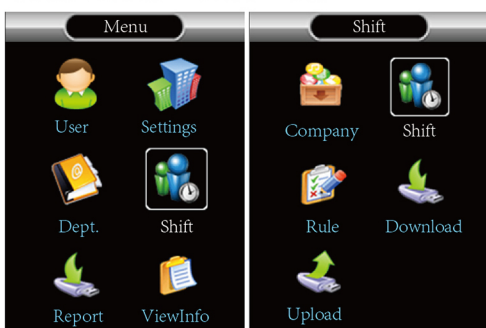 Menu
User
Settings
Dept.
Shift
Report
ViewInfo
Shift
Company
Shift
Rule
Download
Upload